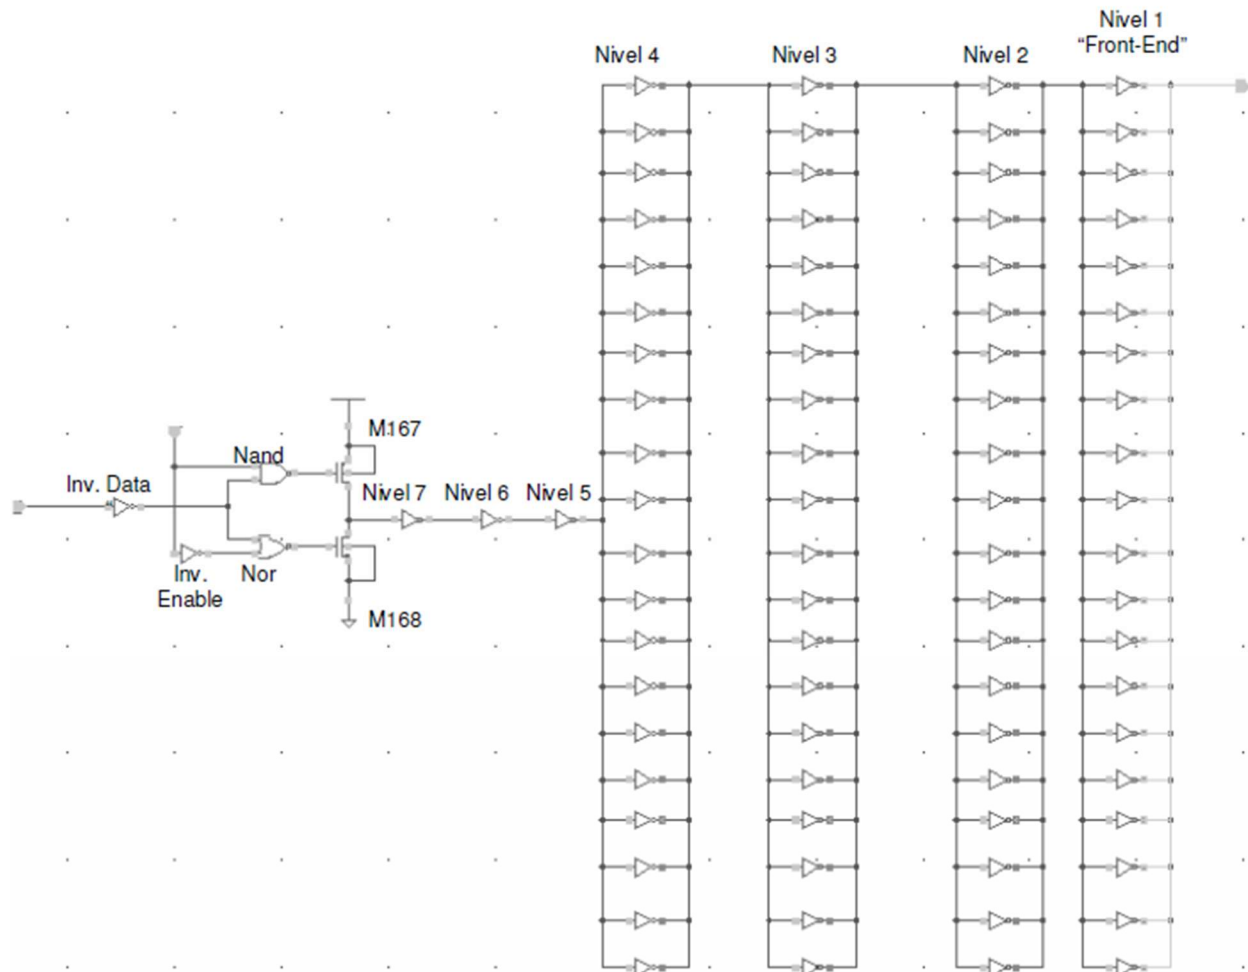 Nivel 1
“Front-End”
Nivel 4
Nivel 3
Nivel 2
M167
Nand
Inv. Data
Nivel 7
Nivel 6
Nivel 5
Inv.
Enable
Nor
M168